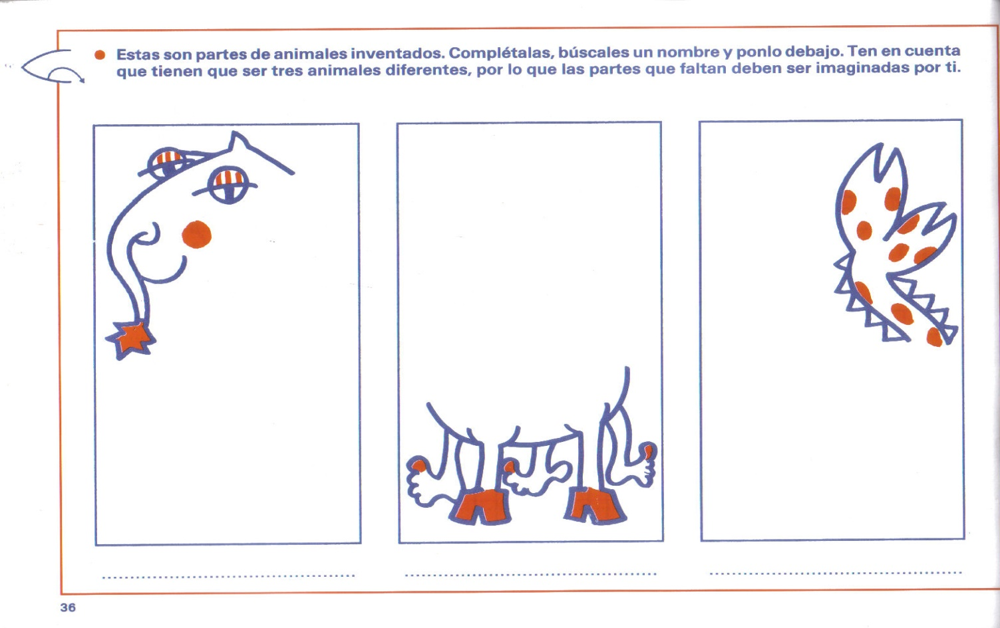 Estas son partes de animales inventados. Complétalas, búscales un nombre y ponlo debajo. Ten en cuenta
que tienen que ser tres animales diferentes, por lo que las partes que faltan deben ser imaginadas por ti.
36